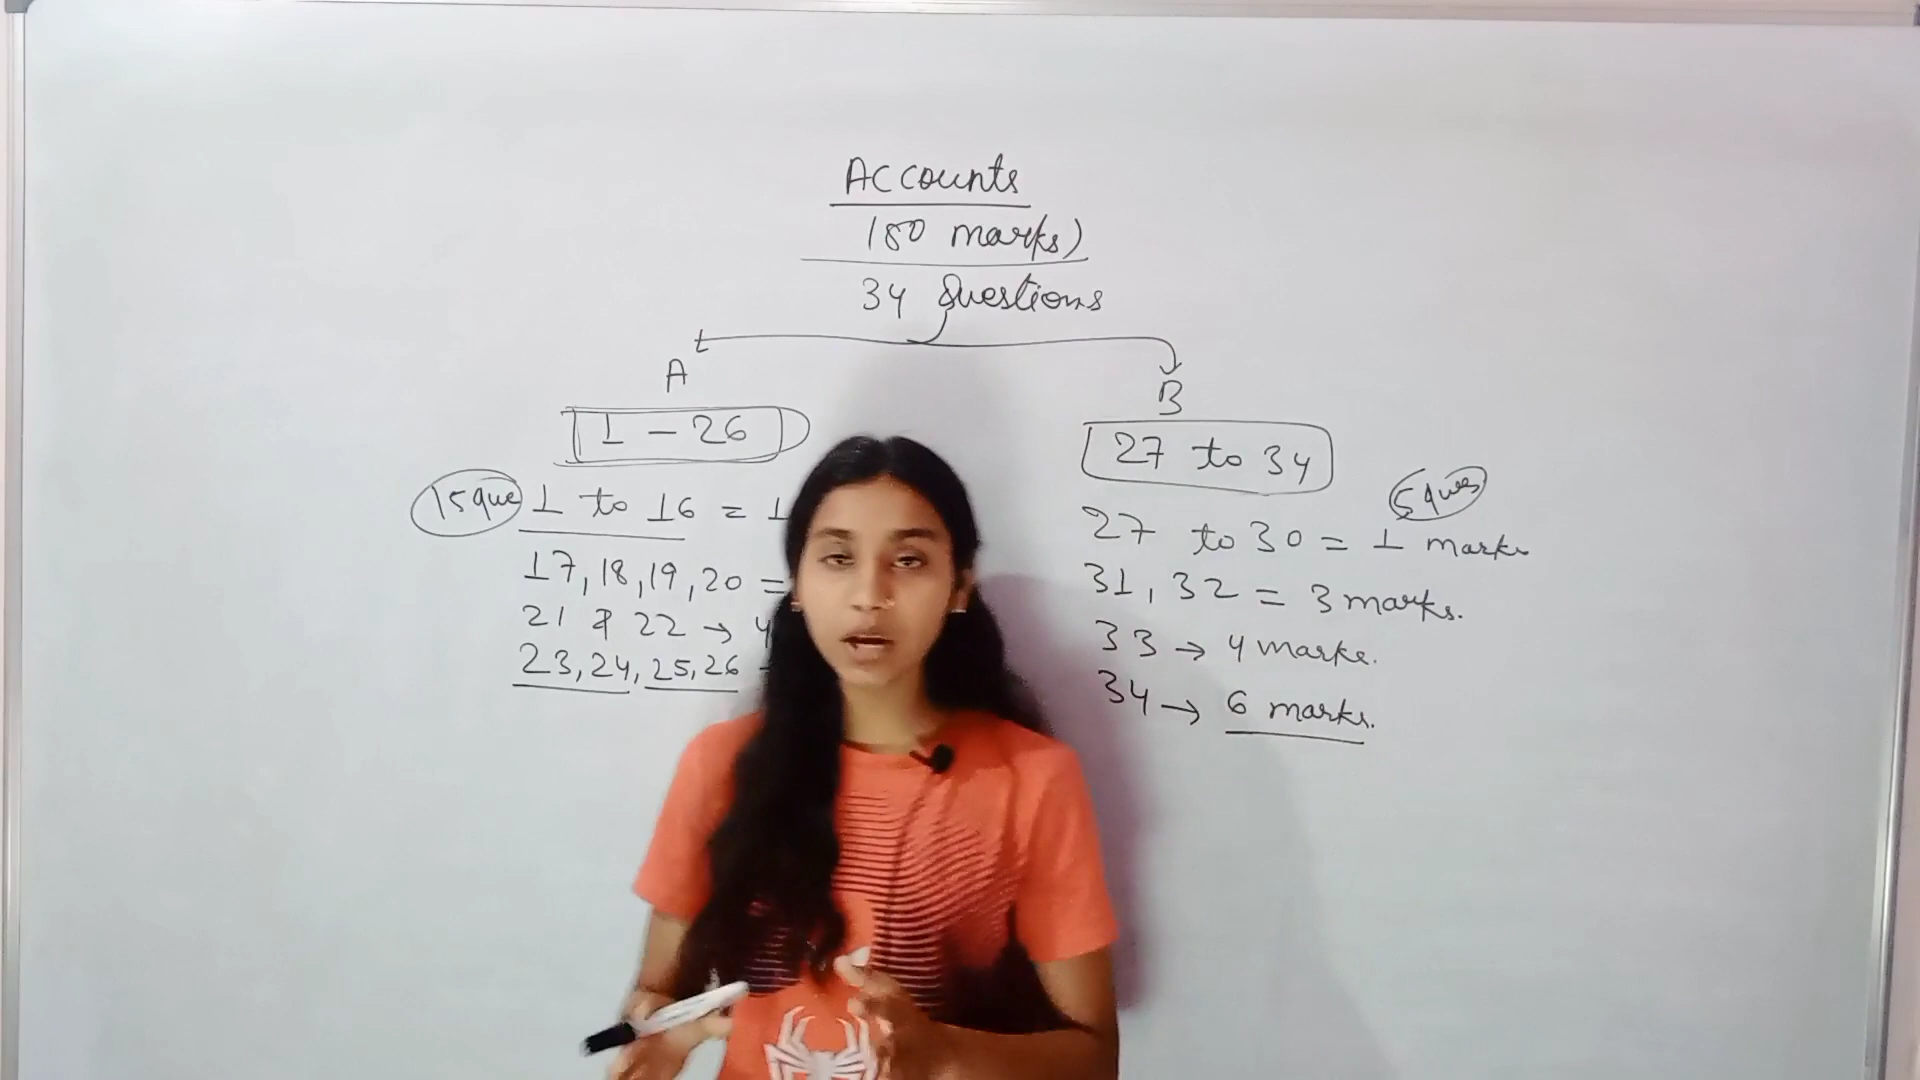 Accounts
(80 marks)
34 Questions
A
B
1 - 26
27 to 34
15 que
1 to 16 = 1
5 ques
27 to 30 = 1 marks
17, 18, 19, 20 =
31, 32 = 3 marks.
21 & 22 → 4
33 → 4 marks.
23, 24, 25, 26
34 → 6 marks.